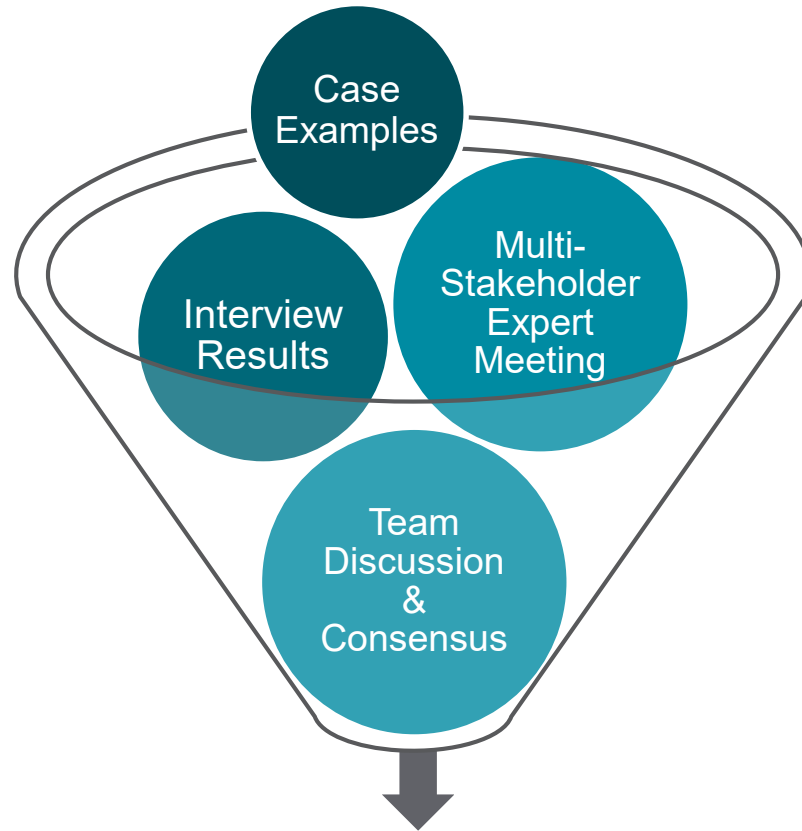 Case
Examples
Multi-
Stakeholder
Expert
Meeting
Interview
Results
Team
Discussion
&
Consensus